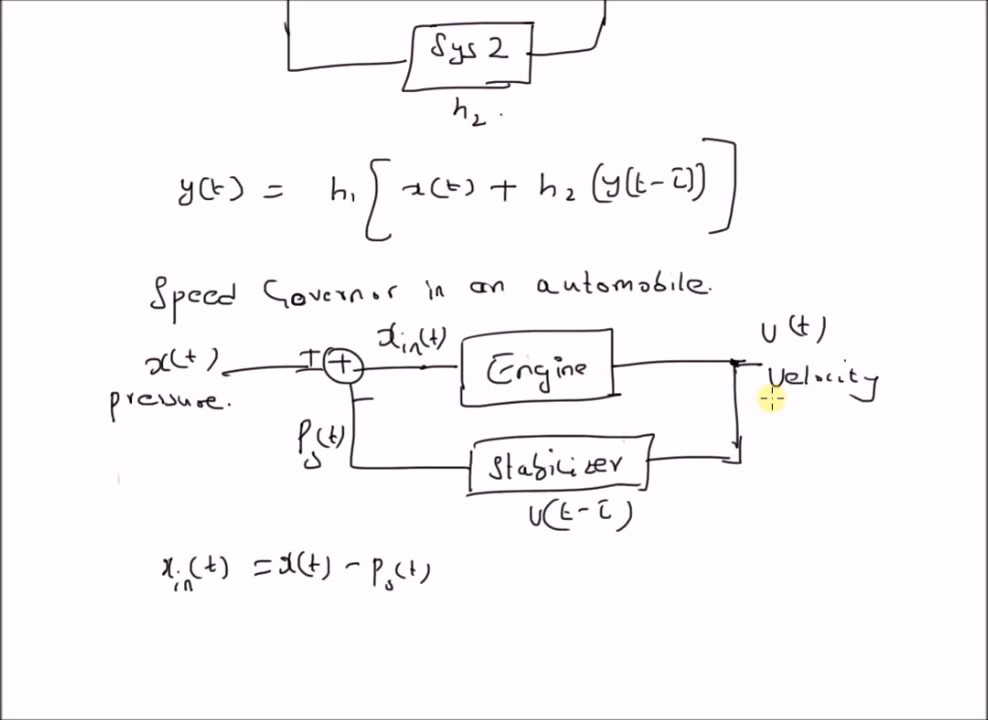 Sys 2
h₂.
y(t) = h₁[x(t) + h₂(y(t-τ))]
Speed Governor in an automobile.
x(t)
pressure.
+
+
xᵢₙ(t)
Engine
v(t)
Velocity
-
Pₛ(t)
Stabilizer
v(t-τ)
xᵢₙ(t) = x(t) - Pₛ(t)